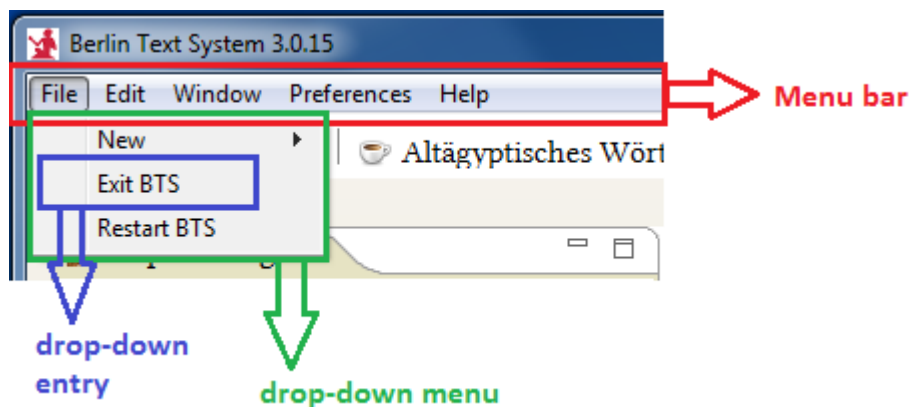 Berlin Text System 3.0.15
File Edit Window Preferences Help
Menu bar
New
Altägyptisches Wört
Exit BTS
Restart BTS
drop-down
entry
drop-down menu